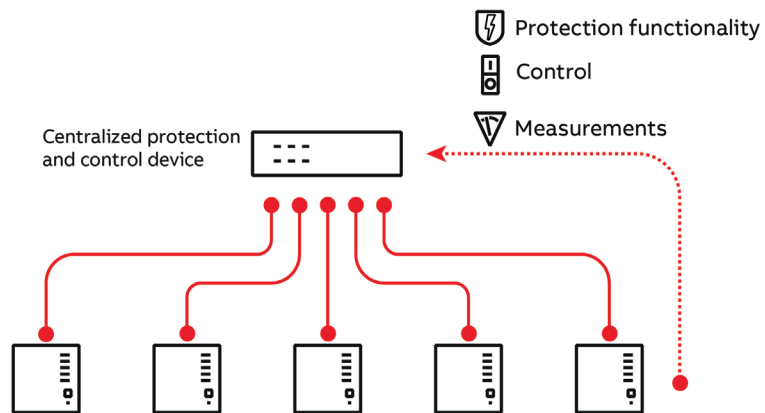 Protection functionality
Control
Measurements
Centralized protection
and control device